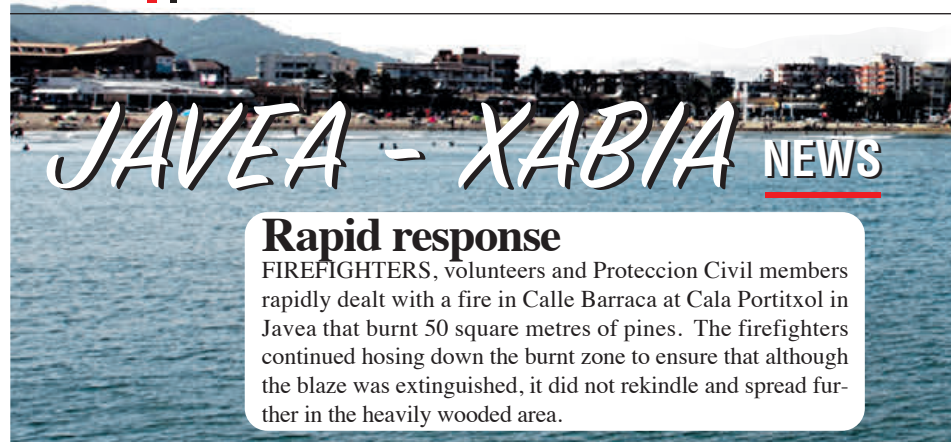 JAVEA - XABIA NEWS
Rapid response
FIREFIGHTERS, volunteers and Proteccion Civil members
rapidly dealt with a fire in Calle Barraca at Cala Portitxol in
Javea that burnt 50 square metres of pines. The firefighters
continued hosing down the burnt zone to ensure that although
the blaze was extinguished, it did not rekindle and spread fur-
ther in the heavily wooded area.